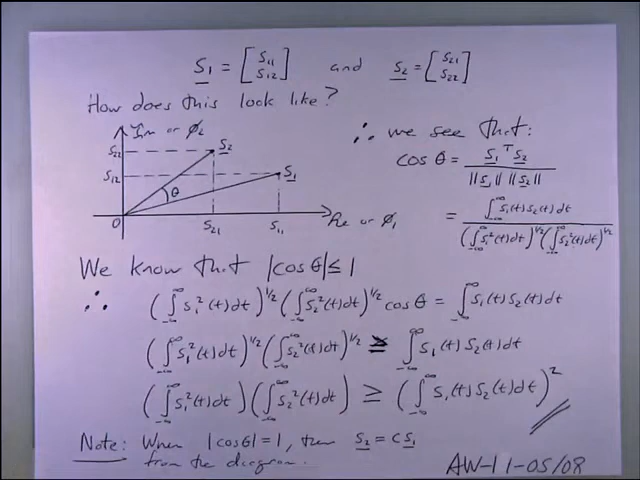 S₁ = [S₁₁ S₁₂] and S₂ = [S₂₁ S₂₂]
How does this look like?
Im or ϕ₂
S₂₂ S₂
S₁₂ S₁
θ
0 S₂₁ S₁₁ Re or ϕ₁
∴ we see that:
cos θ = S₁ᵀ S₂ / ||S₁|| ||S₂||
= ∫_{-∞}^{∞} S₁(t) S₂(t) dt / (∫_{-∞}^{∞} S₁²(t) dt)^{1/2} (∫_{-∞}^{∞} S₂²(t) dt)^{1/2}
We know that |cos θ| ≤ 1
∴ (∫_{-∞}^{∞} S₁²(t) dt)^{1/2} (∫_{-∞}^{∞} S₂²(t) dt)^{1/2} cos θ = ∫_{-∞}^{∞} S₁(t) S₂(t) dt
(∫_{-∞}^{∞} S₁²(t) dt)^{1/2} (∫_{-∞}^{∞} S₂²(t) dt)^{1/2} ≥ ∫_{-∞}^{∞} S₁(t) S₂(t) dt
(∫_{-∞}^{∞} S₁²(t) dt) (∫_{-∞}^{∞} S₂²(t) dt) ≥ (∫_{-∞}^{∞} S₁(t) S₂(t) dt)²
Note: When |cos θ| = 1, then S₂ = C S₁
from the diagram.
AW-11-05/08